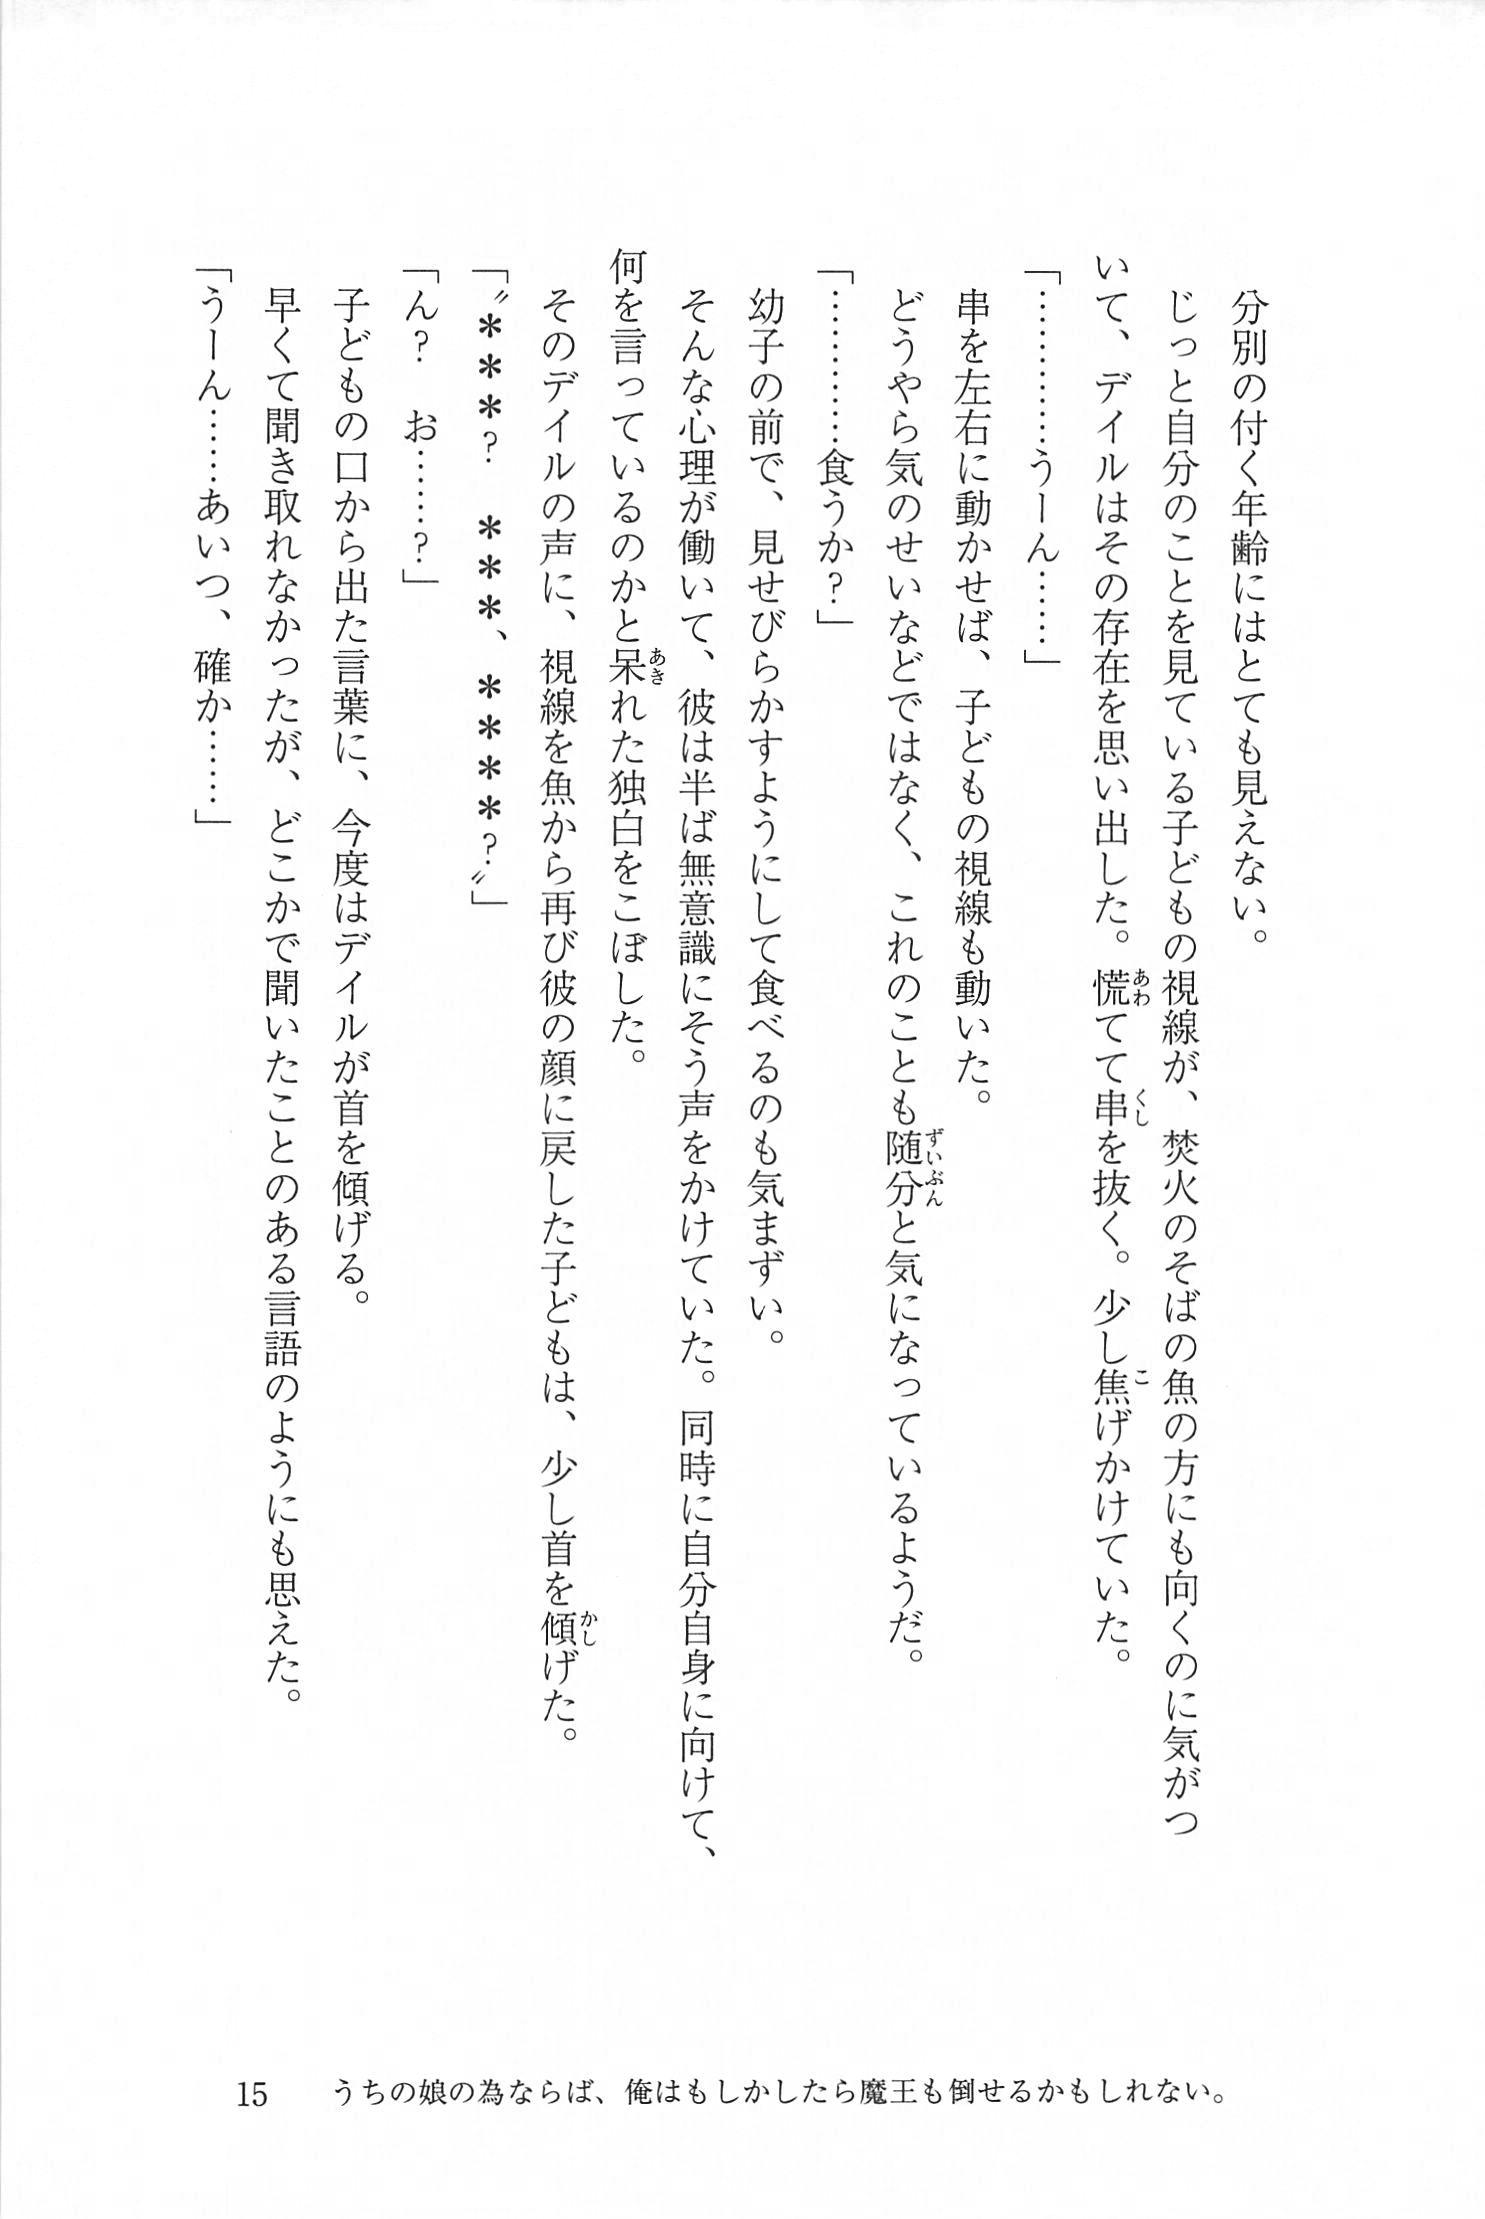 分別の付く年齢にはとても見えない。
じっと自分のことを見ている子どもの視線が、焚火のそばの魚の方にも向くのに気がつ
いて、デイルはその存在を思い出した。慌てて串を抜く。少し焦げかけていた。
「…………うーん……」
串を左右に動かせば、子どもの視線も動いた。
どうやら気のせいなどではなく、これのことも随分と気になっているようだ。
「…………食うか？」
幼子の前で、見せびらかすようにして食べるのも気まずい。
そんな心理が働いて、彼は半ば無意識にそう声をかけていた。同時に自分自身に向けて、
何を言っているのかと呆れた独白をこぼした。
そのデイルの声に、視線を魚から再び彼の顔に戻した子どもは、少し首を傾げた。
「〝＊＊＊？　＊＊＊、＊＊＊＊？〟」
「ん？　お……？」
子どもの口から出た言葉に、今度はデイルが首を傾げる。
早くて聞き取れなかったが、どこかで聞いたことのある言語のようにも思えた。
「うーん……あいつ、確か……」
15　うちの娘の為ならば、俺はもしかしたら魔王も倒せるかもしれない。